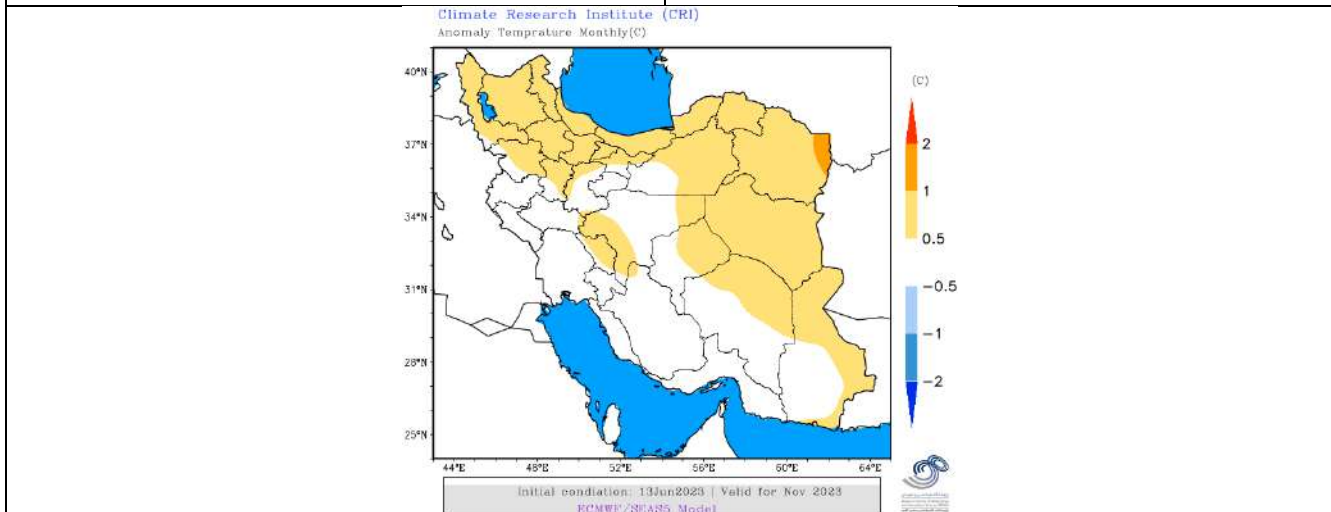 Climate Research Institute (CRI)
Anomaly Temprature Monthly(C)
40°N
37°N
34°N
31°N
28°N
25°N
44°E 48°E 52°E 56°E 60°E 64°E
(C)
2
1
0.5
−0.5
−1
−2
Initial condiation: 13Jun2023 | Valid for Nov 2023
ECMWF/SEAS5 Model